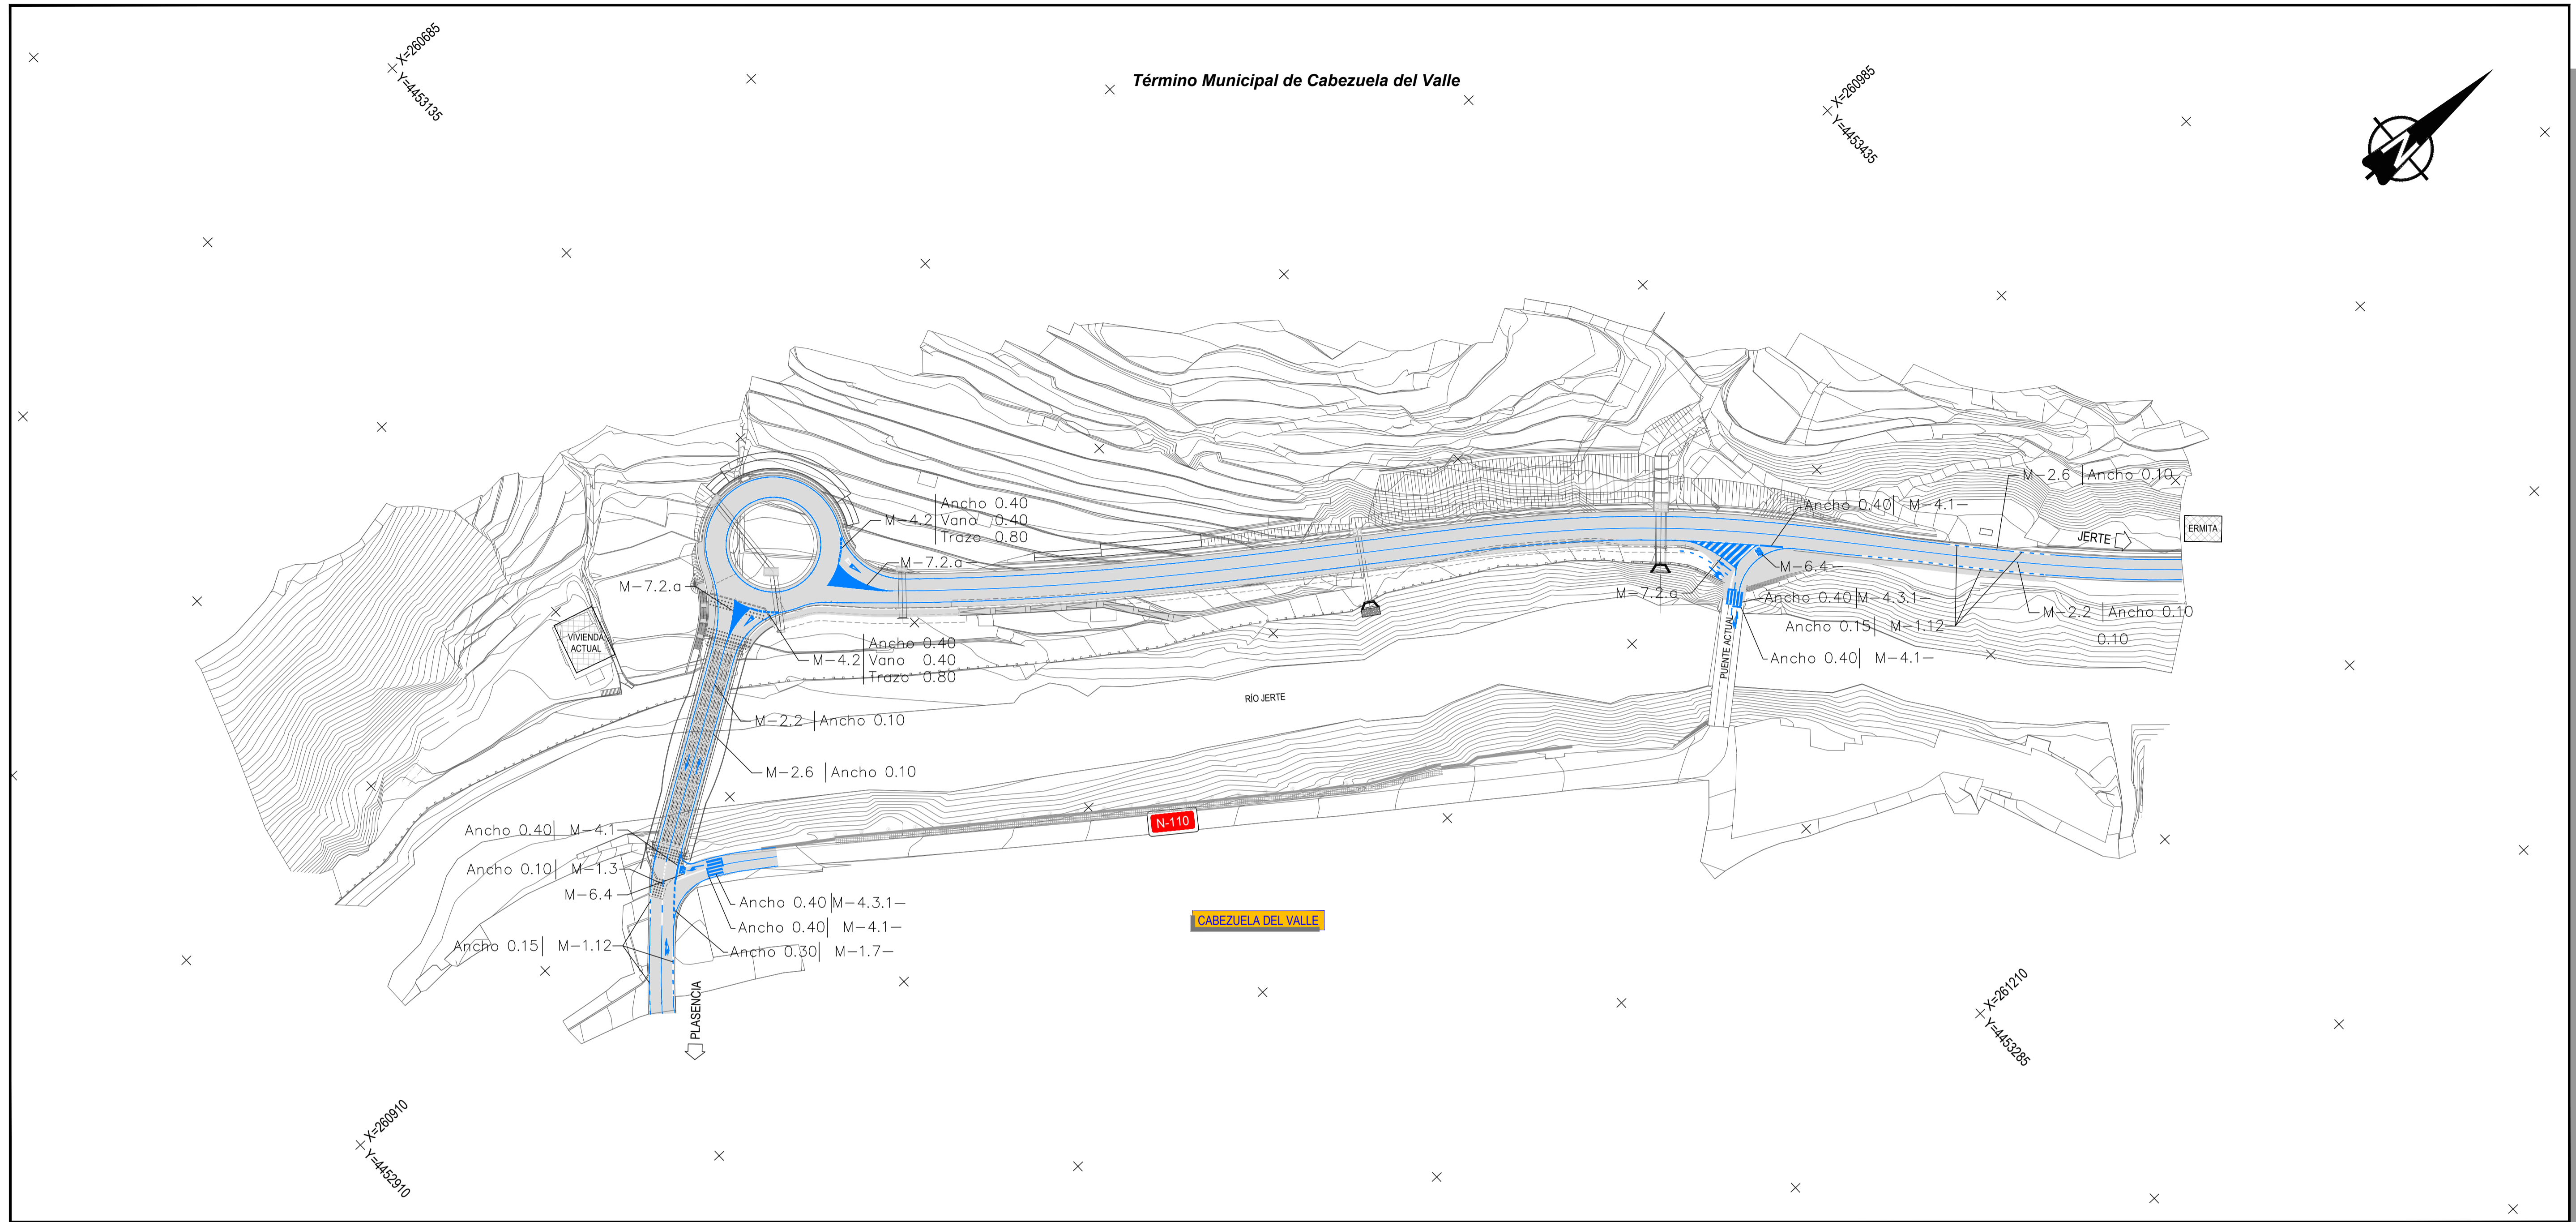 X=260685
Y=4453135
Término Municipal de Cabezuela del Valle
X=260985
Y=4453435
N
M-2.6 Ancho 0.10
Ancho 0.40 M-4.1
Ancho 0.40
M-4.2 Vano 0.40
Trazo 0.80
ERMITA
JERTE
M-7.2.a
M-6.4
M-7.2.a
M-7.2.a
Ancho 0.40 M-4.3.1
M-2.2 Ancho 0.10
0.10
Ancho 0.15 M-1.12
VIVIENDA
ACTUAL
Ancho 0.40
M-4.2 Vano 0.40
Trazo 0.80
PUENTE ACTUAL
Ancho 0.40 M-4.1
RÍO JERTE
M-2.2 Ancho 0.10
M-2.6 Ancho 0.10
N-110
Ancho 0.40 M-4.1
Ancho 0.10 M-1.3
M-6.4
Ancho 0.40 M-4.3.1
Ancho 0.40 M-4.1
Ancho 0.15 M-1.12
Ancho 0.30 M-1.7
CABEZUELA DEL VALLE
PLASENCIA
X=261210
Y=4453285
X=260910
Y=4452910